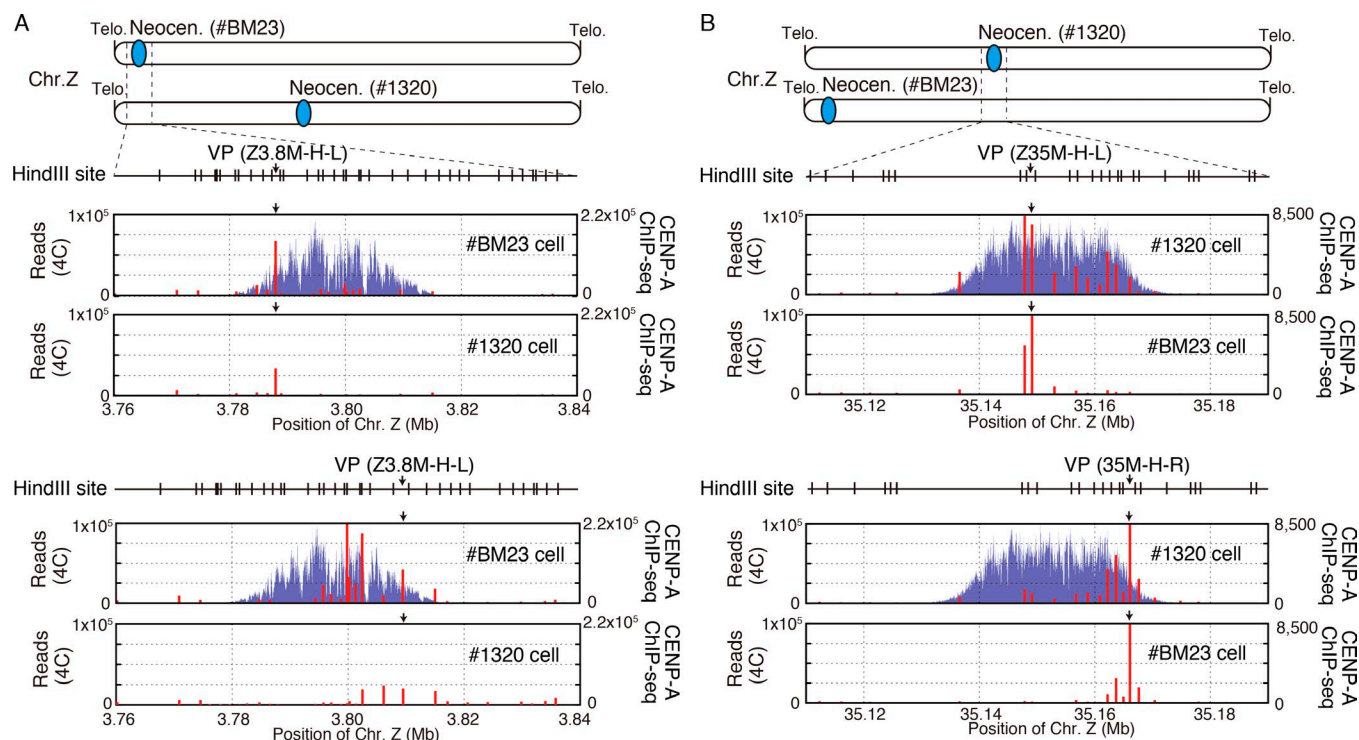 A
Neocen. (#BM23)
Telo.
Telo.
Chr.Z
Neocen. (#1320)
Telo.
Telo.
VP (Z3.8M-H-L)
HindIII site
1x10⁵
Reads
(4C)
0
#BM23 cell
2.2x10⁵
0
CENP-A
ChIP-seq
1x10⁵
Reads
(4C)
0
#1320 cell
2.2x10⁵
0
CENP-A
ChIP-seq
3.76 3.78 3.80 3.82 3.84
Position of Chr. Z (Mb)
VP (Z3.8M-H-L)
HindIII site
1x10⁵
Reads
(4C)
0
#BM23 cell
2.2x10⁵
0
CENP-A
ChIP-seq
1x10⁵
Reads
(4C)
0
#1320 cell
2.2x10⁵
0
CENP-A
ChIP-seq
3.76 3.78 3.80 3.82 3.84
Position of Chr. Z (Mb)
B
Neocen. (#1320)
Telo.
Telo.
Chr.Z
Neocen. (#BM23)
Telo.
Telo.
VP (Z35M-H-L)
HindIII site
1x10⁵
Reads
(4C)
0
#1320 cell
8,500
0
CENP-A
ChIP-seq
1x10⁵
Reads
(4C)
0
#BM23 cell
8,500
0
CENP-A
ChIP-seq
35.12 35.14 35.16 35.18
Position of Chr. Z (Mb)
VP (35M-H-R)
HindIII site
1x10⁵
Reads
(4C)
0
#1320 cell
8,500
0
CENP-A
ChIP-seq
1x10⁵
Reads
(4C)
0
#BM23 cell
8,500
0
CENP-A
ChIP-seq
35.12 35.14 35.16 35.18
Position of Chr. Z (Mb)